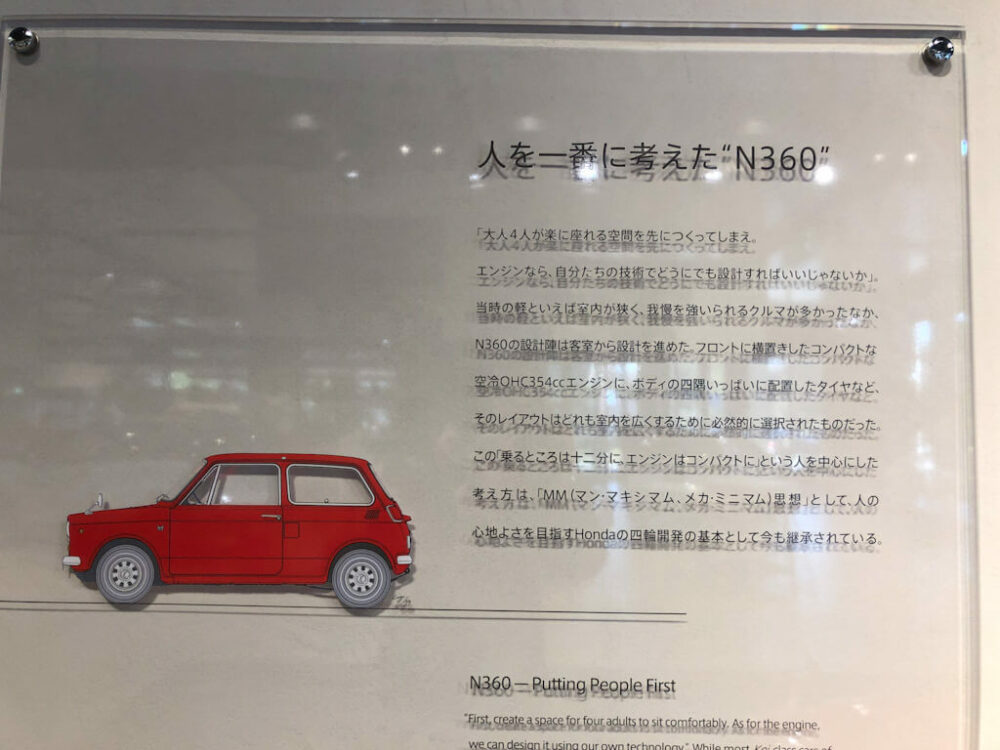 人を一番に考えた“N360”
「大人4人が楽に座れる空間を先につくってしまえ。
エンジンなら、自分たちの技術でどうにでも設計すればいいじゃないか」。
当時の軽といえば室内が狭く、我慢を強いられるクルマが多かったなか、
N360の設計陣は客室から設計を進めた。フロントに横置きしたコンパクトな
空冷OHC354ccエンジンに、ボディの四隅いっぱいに配置したタイヤなど、
そのレイアウトはどれも室内を広くするために必然的に選択されたものだった。
この「乗るところは十二分に、エンジンはコンパクトに」という人を中心にした
考え方は、「MM（マン・マキシマム、メカ・ミニマム）思想」として、人の
心地よさを目指すHondaの四輪開発の基本として今も継承されている。
N360 — Putting People First
“First, create a space for four adults to sit comfortably. As for the engine,
we can design it using our own technology.” While most Kei class cars of